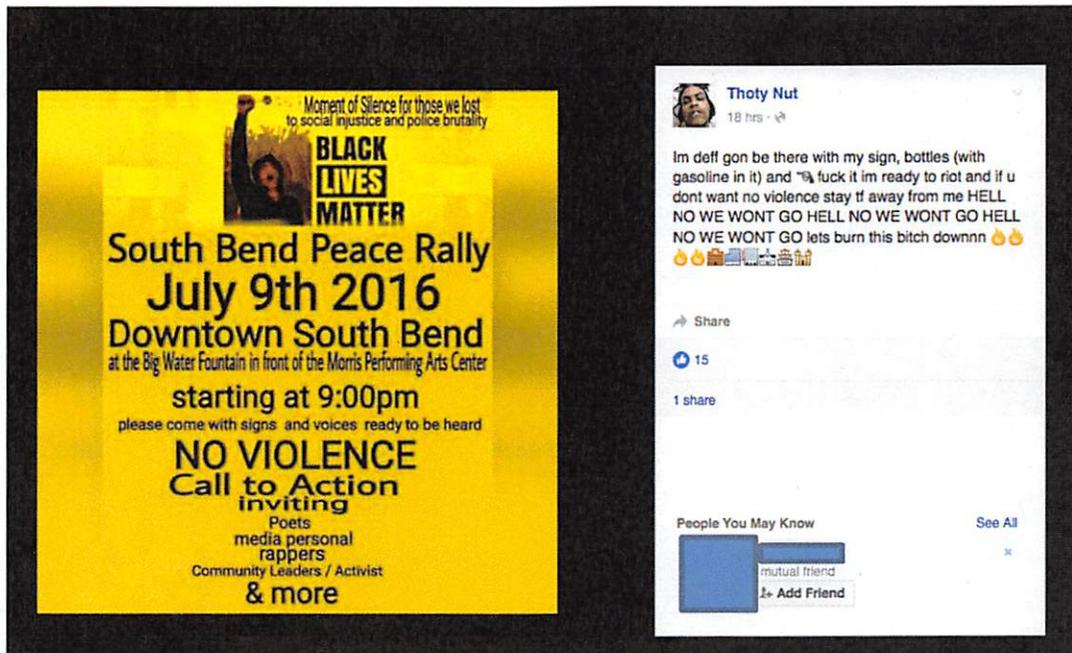 Moment of Silence for those we lost
to social injustice and police brutality
BLACK
LIVES
MATTER
South Bend Peace Rally
July 9th 2016
Downtown South Bend
at the Big Water Fountain in front of the Morris Performing Arts Center
starting at 9:00pm
please come with signs and voices ready to be heard
NO VIOLENCE
Call to Action
inviting
Poets
media personal
rappers
Community Leaders / Activist
& more
Thoty Nut
18 hrs ·
Im deff gon be there with my sign, bottles (with
gasoline in it) and 🔫 fuck it im ready to riot and if u
dont want no violence stay tf away from me HELL
NO WE WONT GO HELL NO WE WONT GO HELL
NO WE WONT GO lets burn this bitch downnn 🔥🔥
🔥🔥
Share
15
1 share
People You May Know
See All
mutual friend
Add Friend